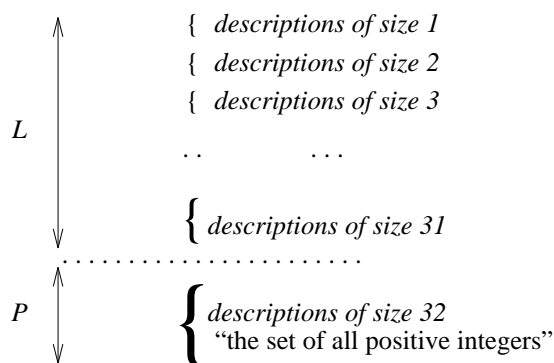 { descriptions of size 1
{ descriptions of size 2
{ descriptions of size 3
L
. . . . .
{ descriptions of size 31
. . . . . . . . . . . . . . . . . . . . . . .
P
{ descriptions of size 32
“the set of all positive integers”